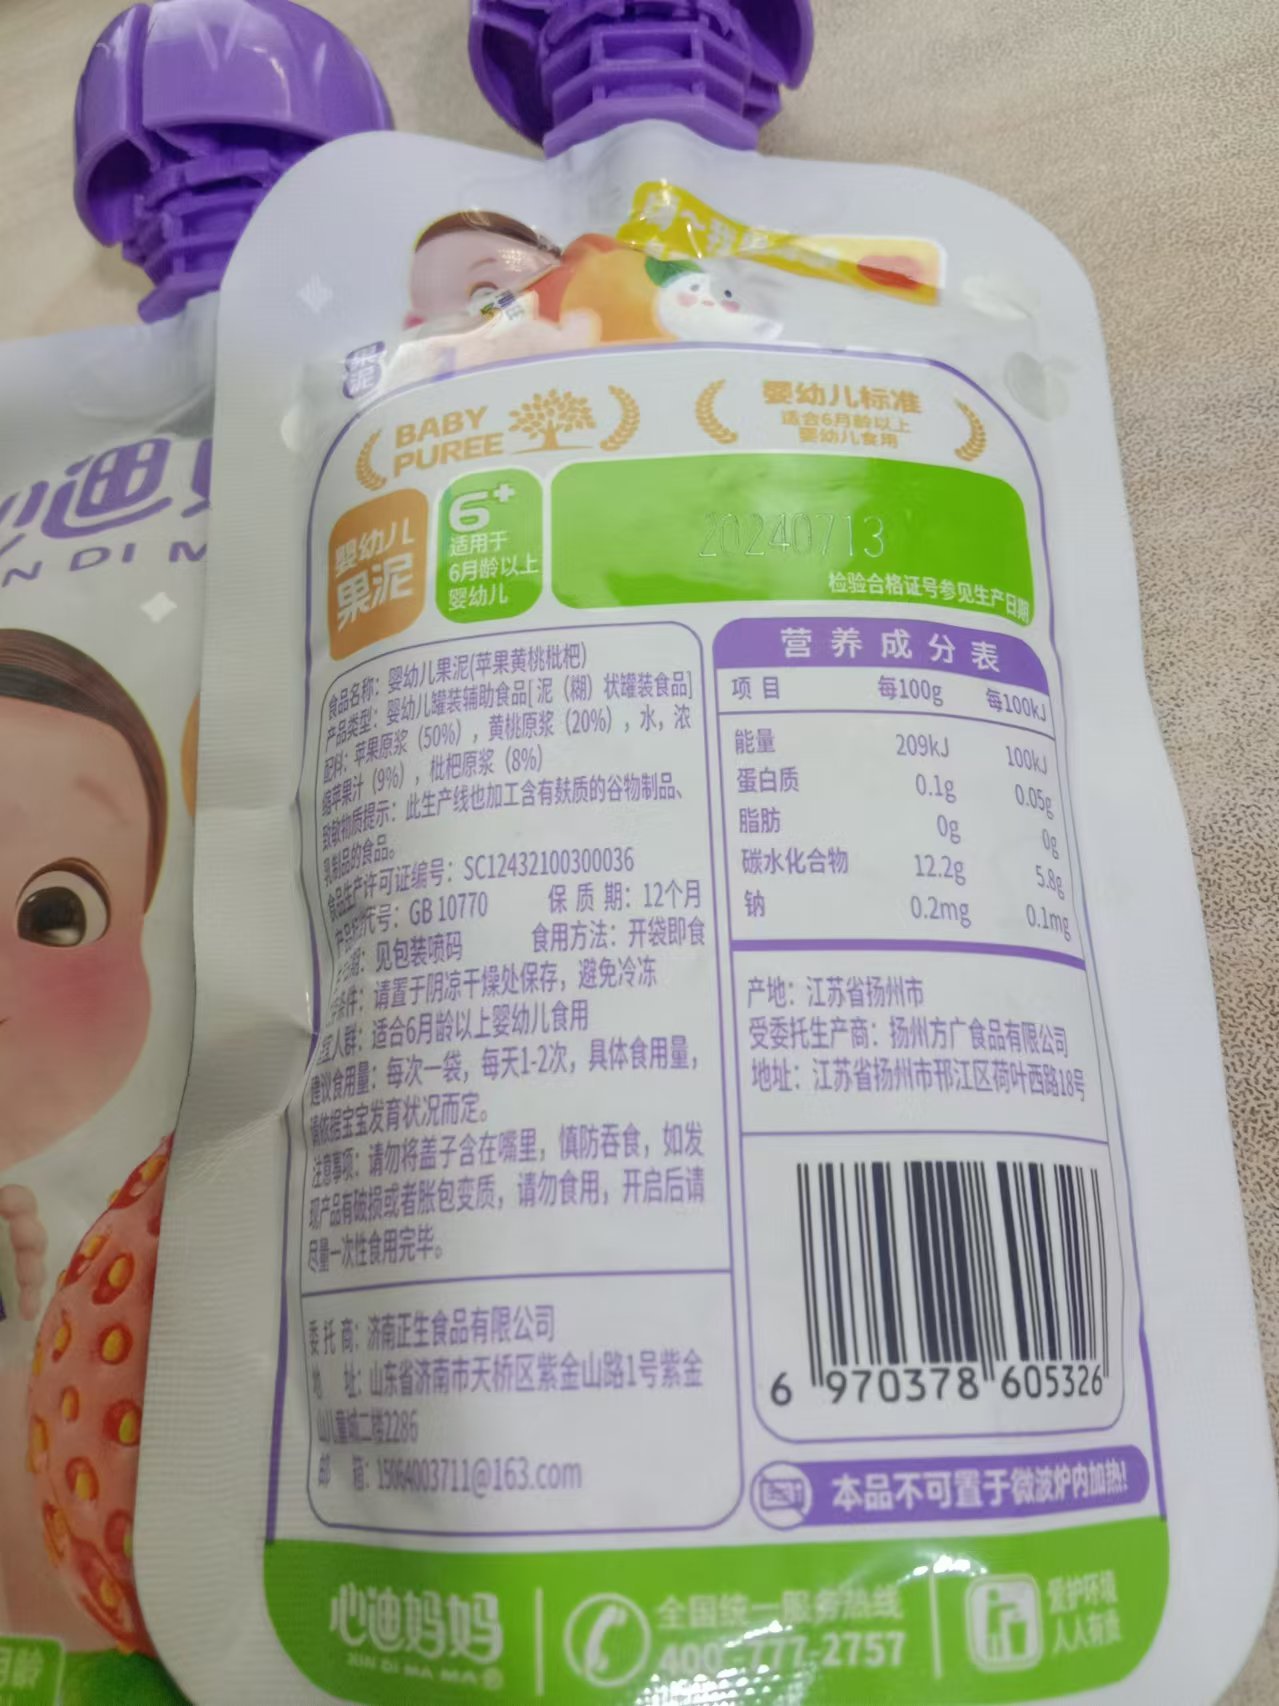 果泥
BABY
PUREE
婴幼儿标准
适合6月龄以上
婴幼儿食用
婴幼儿
果泥
6+
适用于
6月龄以上
婴幼儿
20240713
检验合格证号参见生产日期
食品名称：婴幼儿果泥(苹果黄桃枇杷)
产品类型：婴幼儿罐装辅助食品[泥（糊）状罐装食品]
配料：苹果原浆（50%），黄桃原浆（20%），水，浓
缩苹果汁（9%），枇杷原浆（8%）
致敏物质提示：此生产线也加工含有麸质的谷物制品、
乳制品的食品。
食品生产许可证编号：SC12432100300036
产品标准代号：GB 10770 保质期：12个月
日期：见包装喷码 食用方法：开袋即食
条件：请置于阴凉干燥处保存，避免冷冻
宜人群：适合6月龄以上婴幼儿食用
建议食用量：每次一袋，每天1-2次，具体食用量，
请依据宝宝发育状况而定。
注意事项：请勿将盖子含在嘴里，慎防吞食，如发
现产品有破损或者胀包变质，请勿食用，开启后请
尽量一次性食用完毕。
委托商：济南正生食品有限公司
地 址：山东省济南市天桥区紫金山路1号紫金
山儿童城二楼2286
邮 箱：15064003711@163.com
营养成分表
项目 每100g 每100kJ
能量 209kJ 100kJ
蛋白质 0.1g 0.05g
脂肪 0g 0g
碳水化合物 12.2g 5.8g
钠 0.2mg 0.1mg
产地：江苏省扬州市
受委托生产商：扬州方广食品有限公司
地址：江苏省扬州市邗江区荷叶西路18号
6 970378 605326
本品不可置于微波炉内加热!
心迪妈妈
XIN DI MA MA
全国统一服务热线
400-777-2757
爱护环境
人人有责
迪
N DI M
月龄